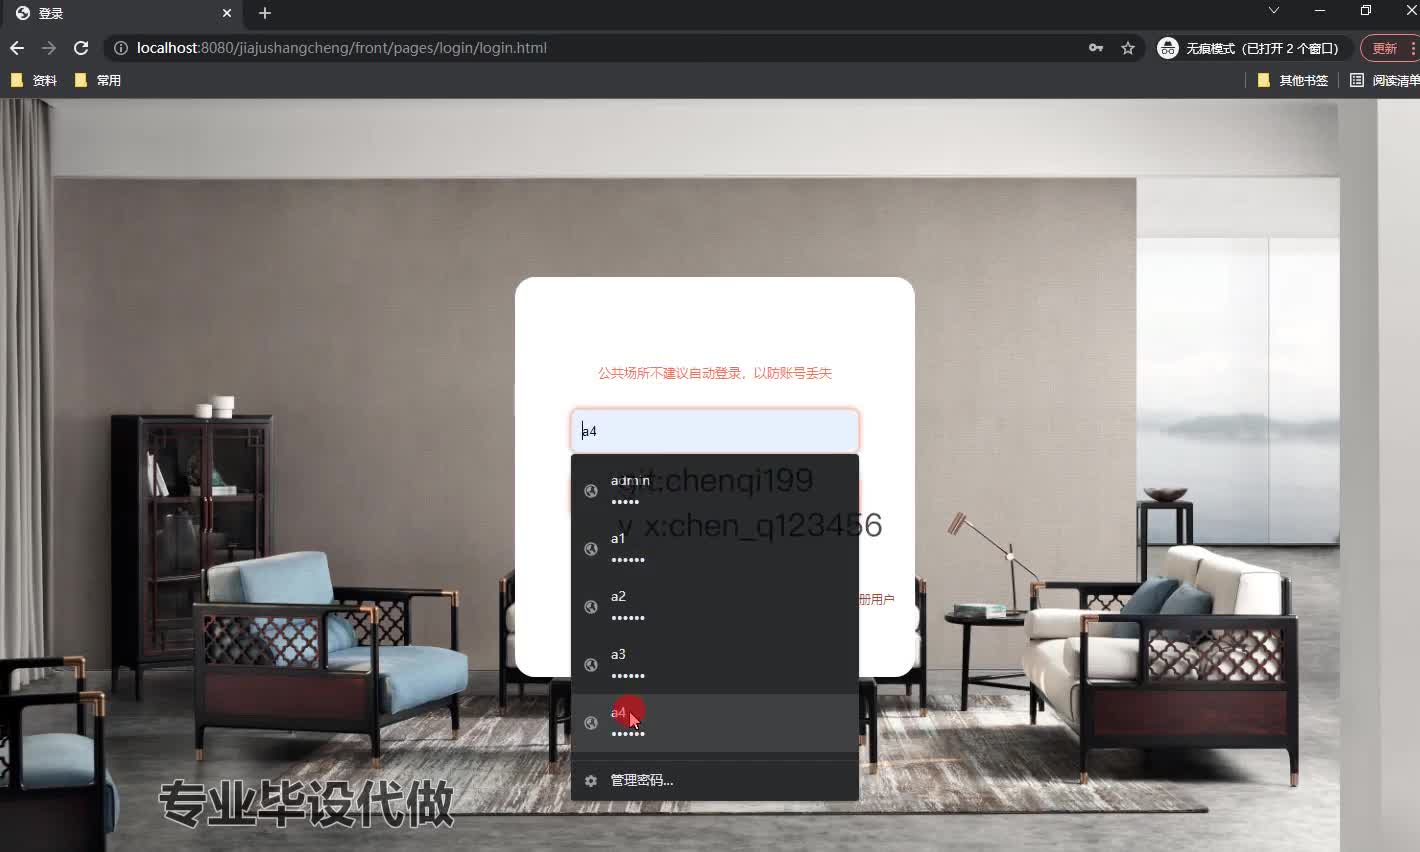 登录
localhost:8080/jiajushangcheng/front/pages/login/login.html
无痕模式（已打开 2 个窗口）
更新
资料
常用
其他书签
阅读清单
公共场所不建议自动登录，以防账号丢失
a4
admin
•••••
git:chenqi199
v x:chen_q123456
a1
••••••
a2
••••••
册用户
a3
••••••
a4
••••••
管理密码...
专业毕设代做